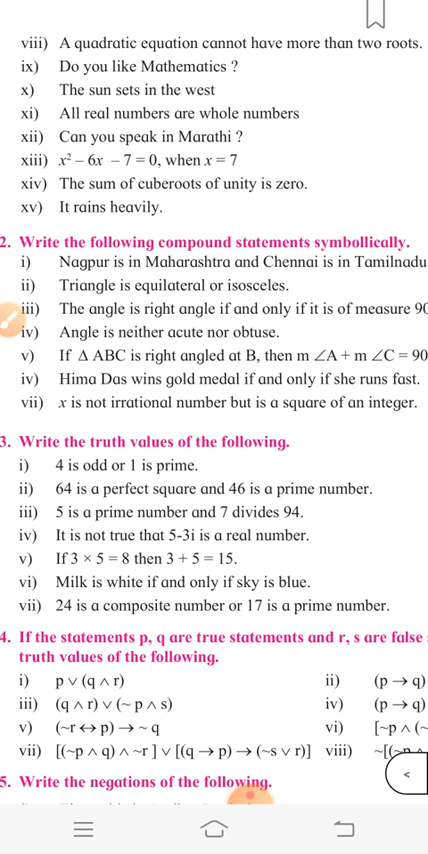 viii) A quadratic equation cannot have more than two roots.
ix) Do you like Mathematics ?
x) The sun sets in the west
xi) All real numbers are whole numbers
xii) Can you speak in Marathi ?
xiii) x² – 6x – 7 = 0, when x = 7
xiv) The sum of cuberoots of unity is zero.
xv) It rains heavily.
2. Write the following compound statements symbollically.
i) Nagpur is in Maharashtra and Chennai is in Tamilnadu
ii) Triangle is equilateral or isosceles.
iii) The angle is right angle if and only if it is of measure 90
iv) Angle is neither acute nor obtuse.
v) If Δ ABC is right angled at B, then m ∠A + m ∠C = 90
iv) Hima Das wins gold medal if and only if she runs fast.
vii) x is not irrational number but is a square of an integer.
3. Write the truth values of the following.
i) 4 is odd or 1 is prime.
ii) 64 is a perfect square and 46 is a prime number.
iii) 5 is a prime number and 7 divides 94.
iv) It is not true that 5-3i is a real number.
v) If 3 × 5 = 8 then 3 + 5 = 15.
vi) Milk is white if and only if sky is blue.
vii) 24 is a composite number or 17 is a prime number.
4. If the statements p, q are true statements and r, s are false
truth values of the following.
i) p ∨ (q ∧ r) ii) (p → q)
iii) (q ∧ r) ∨ (~ p ∧ s) iv) (p → q)
v) (~r ↔ p) → ~ q vi) [~p ∧ (~
vii) [(~p ∧ q) ∧ ~r ] ∨ [(q → p) → (~s ∨ r)] viii) ~[(~p ∧
5. Write the negations of the following.